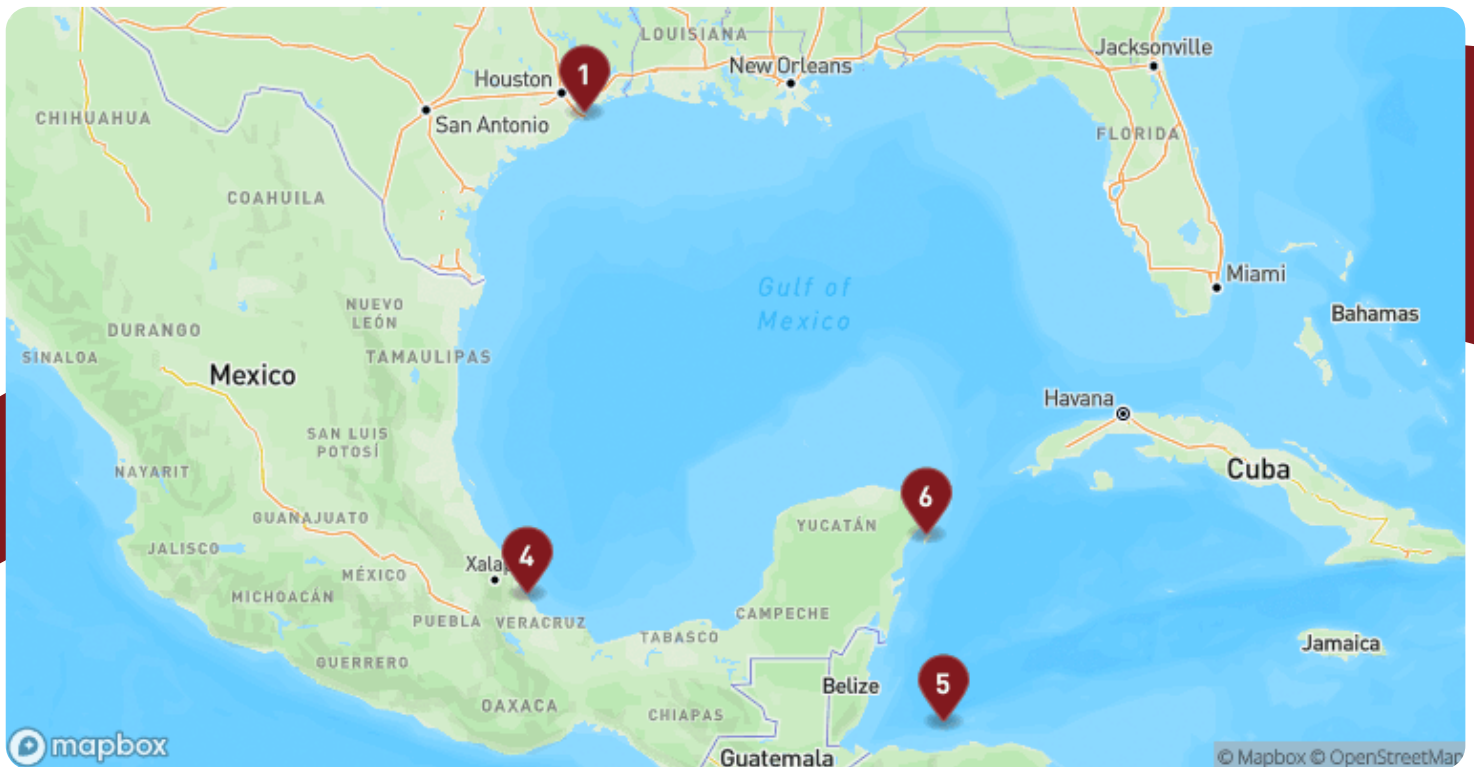 LOUISIANA
Jacksonville
New Orleans
Houston
1
CHIHUAHUA
San Antonio
FLORIDA
COAHUILA
Miami
Gulf of
Mexico
NUEVO
LEÓN
Bahamas
DURANGO
SINALOA
TAMAULIPAS
Mexico
Havana
SAN LUIS
POTOSÍ
NAYARIT
Cuba
6
GUANAJUATO
YUCATÁN
JALISCO
4
Xala
MÉXICO
MICHOACÁN
PUEBLA
VERACRUZ
CAMPECHE
TABASCO
Jamaica
GUERRERO
5
Belize
OAXACA
CHIAPAS
mapbox
Guatemala
© Mapbox © OpenStreetMap